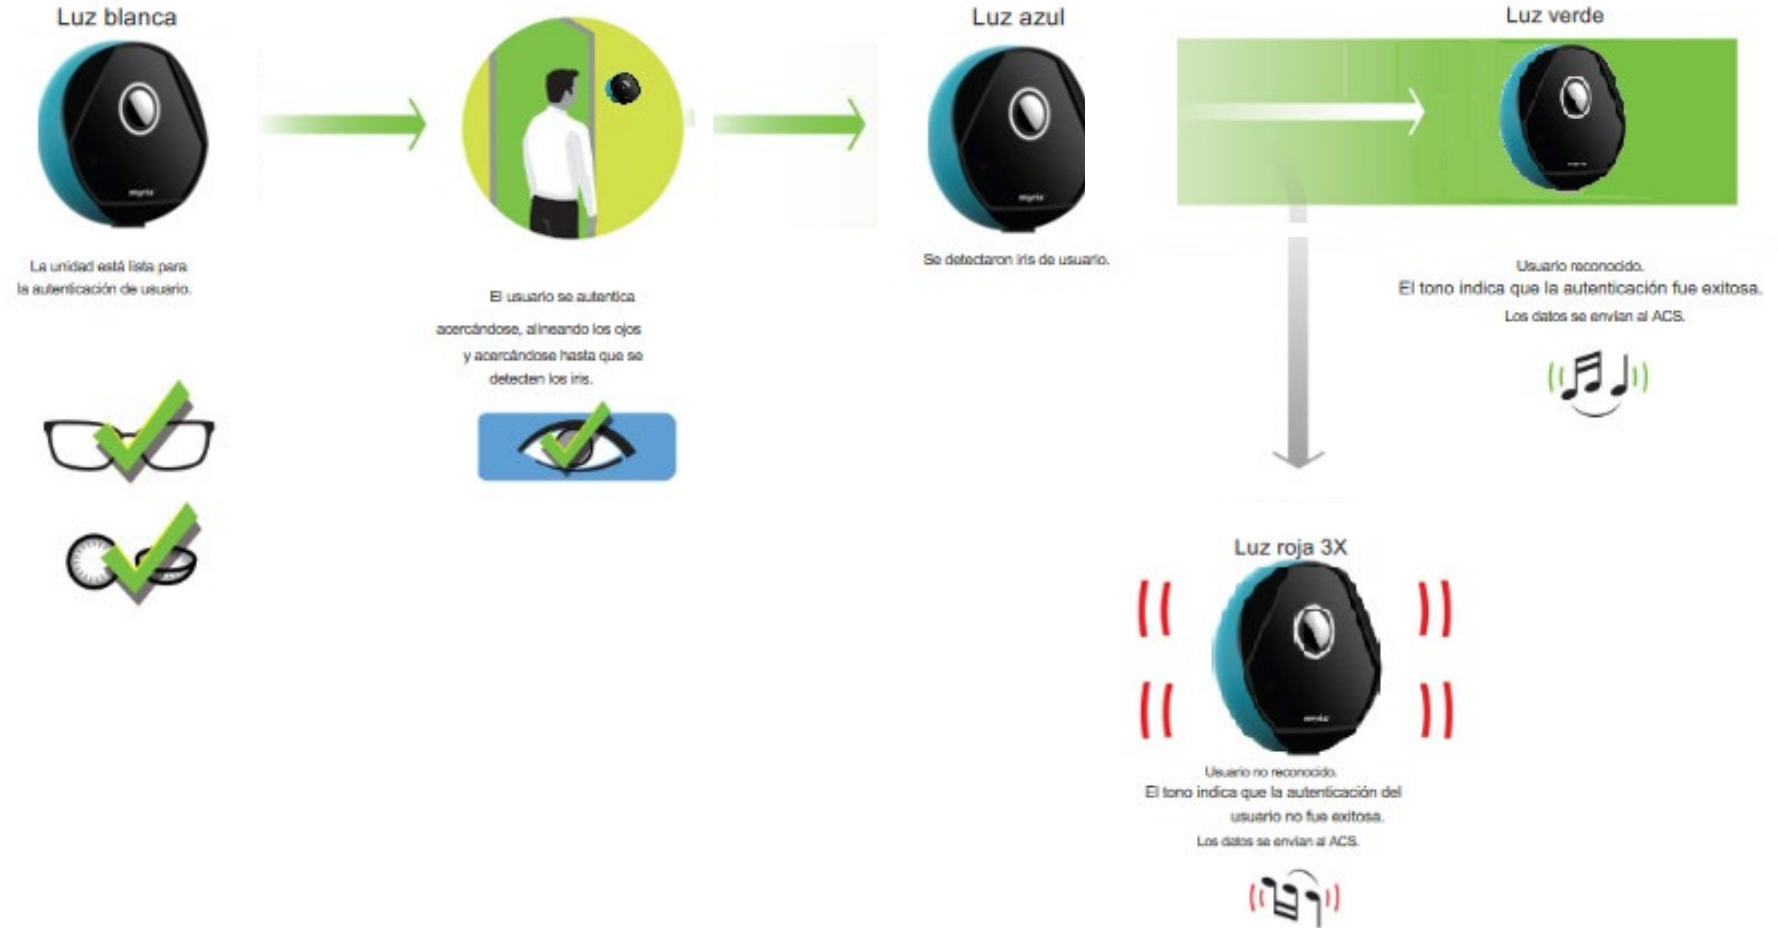 Luz blanca
myris
La unidad está lista para
la autenticación de usuario.
El usuario se autentica
acercándose, alineando los ojos
y acercándose hasta que se
detecten los iris.
Luz azul
myris
Se detectaron iris de usuario.
Luz verde
Usuario reconocido.
El tono indica que la autenticación fue exitosa.
Los datos se envían al ACS.
Luz roja 3X
myris
Usuario no reconocido.
El tono indica que la autenticación del
usuario no fue exitosa.
Los datos se envían al ACS.